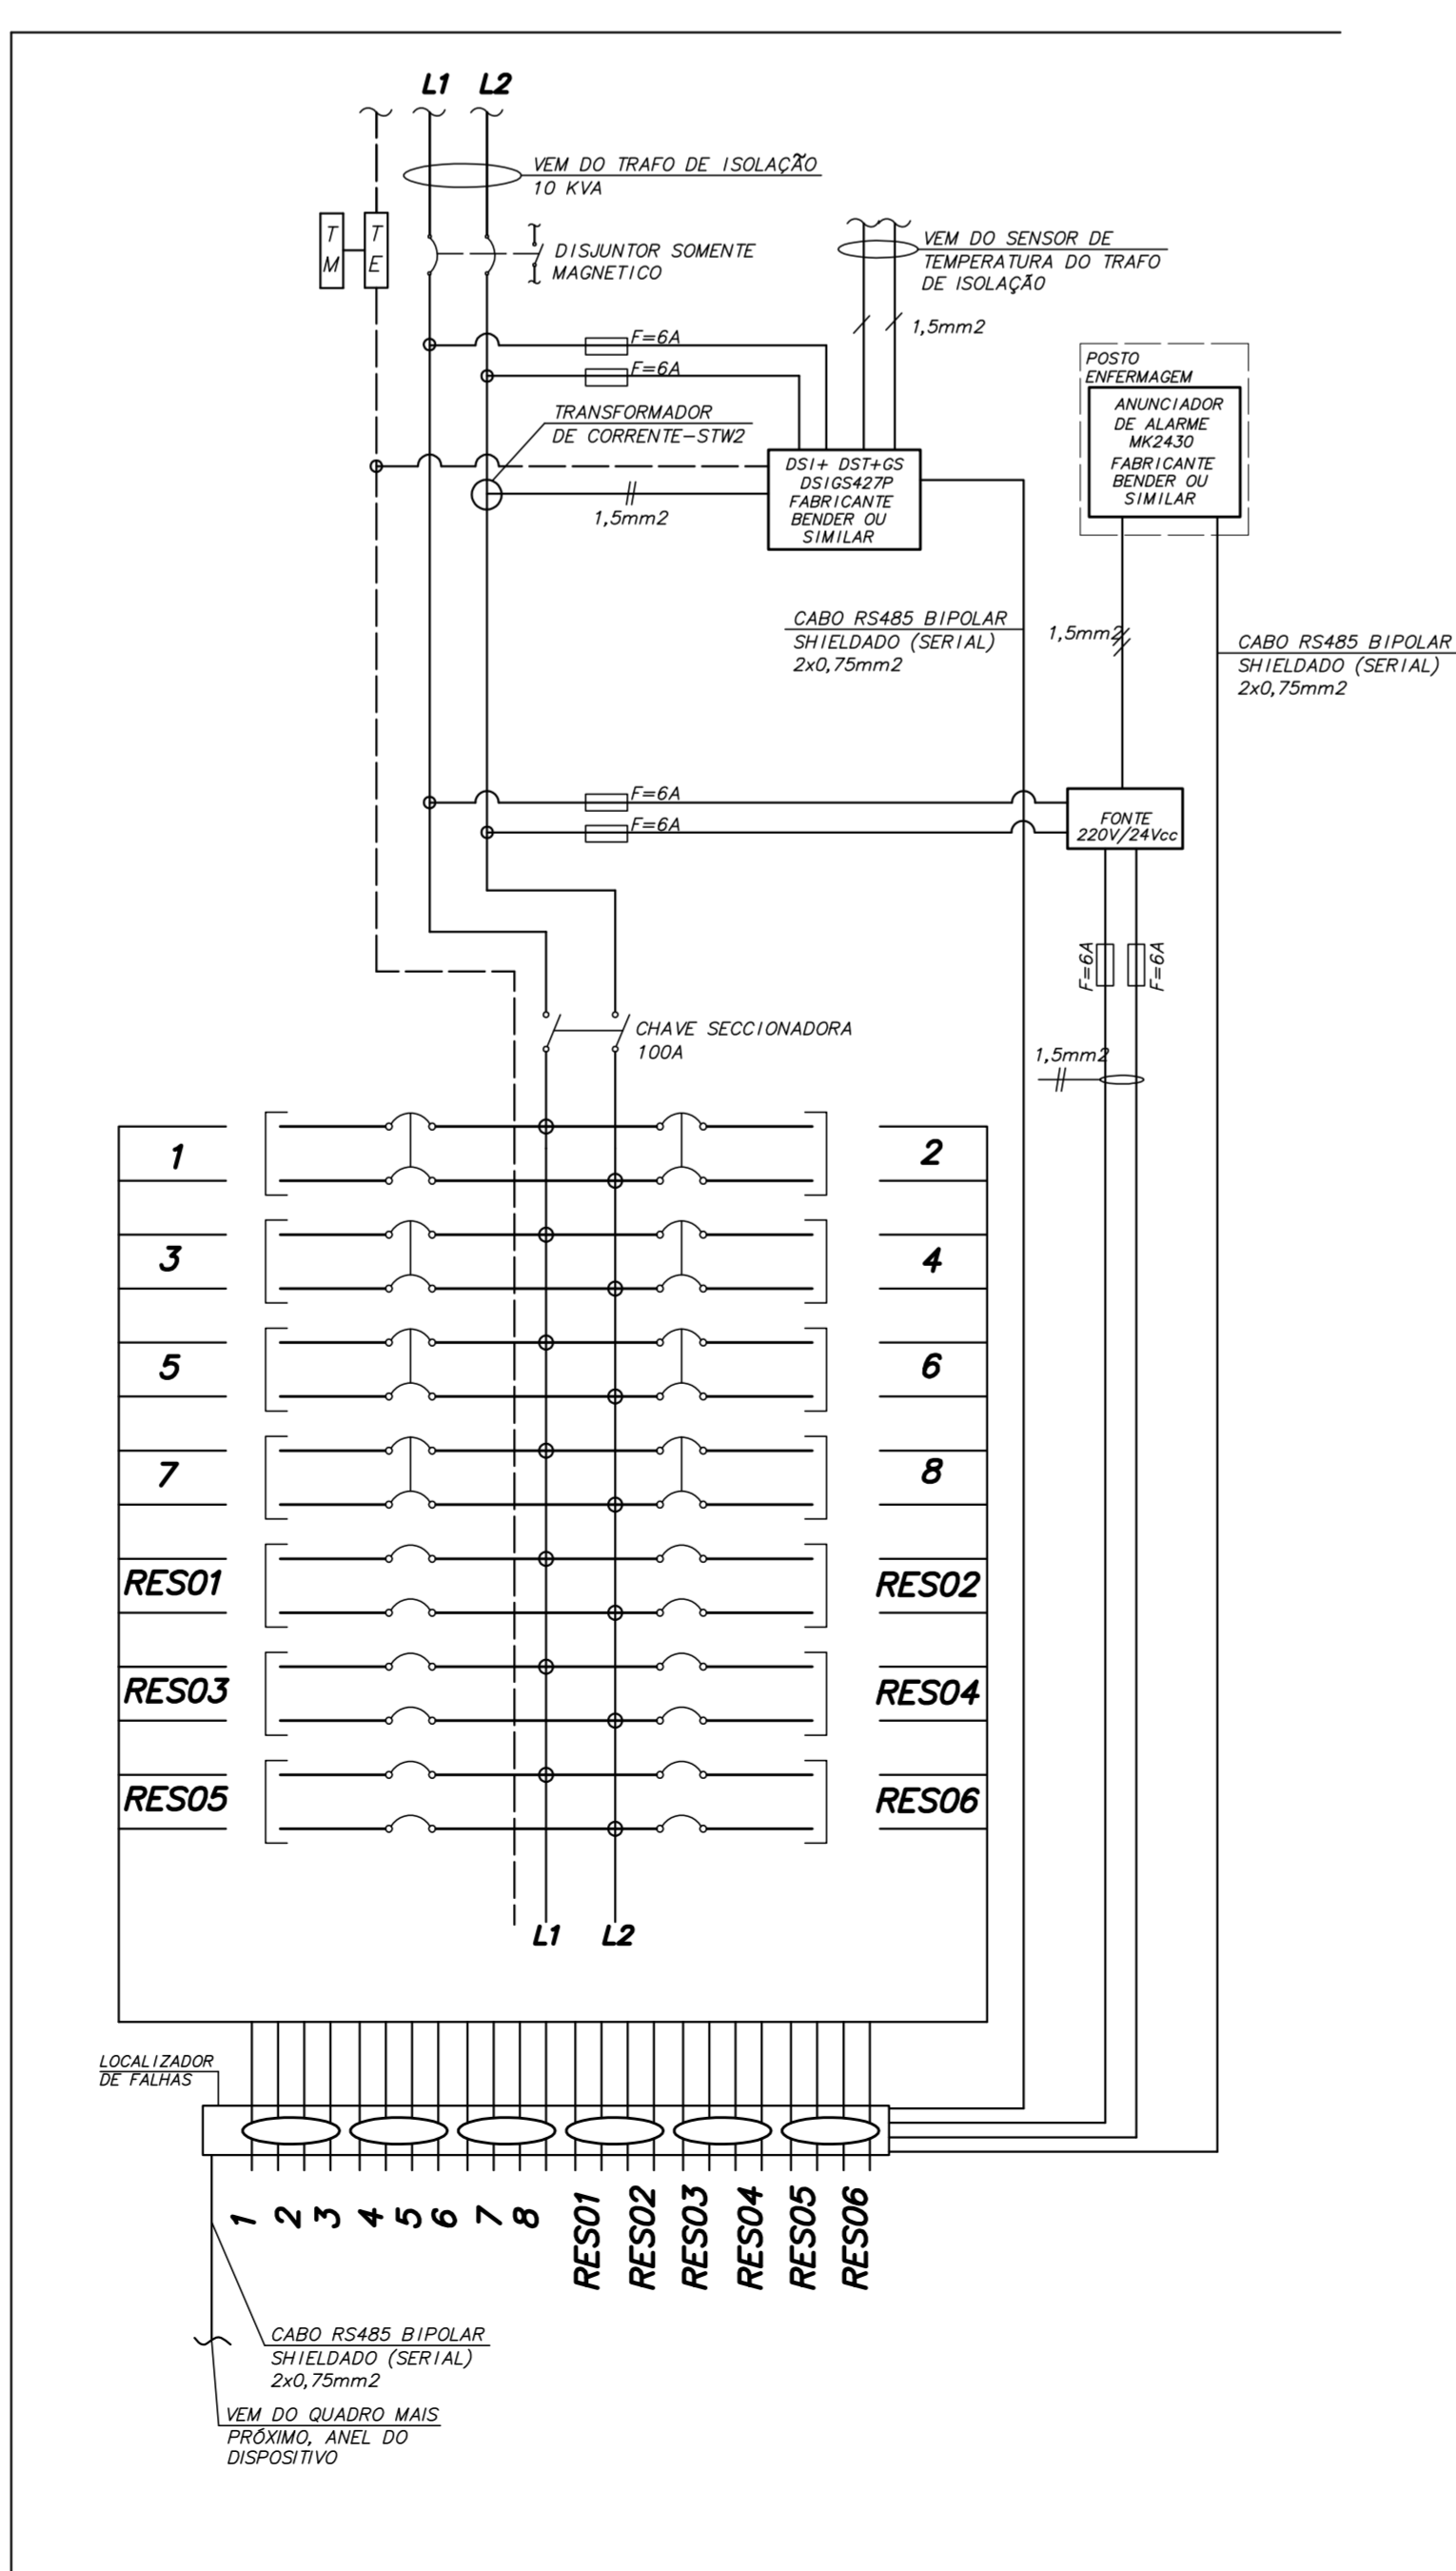 L1 L2
VEM DO TRAFO DE ISOLAÇÃO
10 KVA
T M
T E
DISJUNTOR SOMENTE
MAGNETICO
VEM DO SENSOR DE
TEMPERATURA DO TRAFO
DE ISOLAÇÃO
1,5mm2
F=6A
F=6A
POSTO
ENFERMAGEM
ANUNCIADOR
DE ALARME
MK2430
FABRICANTE
BENDER OU
SIMILAR
TRANSFORMADOR
DE CORRENTE-STW2
1,5mm2
DSI+ DST+GS
DSIGS427P
FABRICANTE
BENDER OU
SIMILAR
CABO RS485 BIPOLAR
SHIELDADO (SERIAL)
2x0,75mm2
1,5mm2
CABO RS485 BIPOLAR
SHIELDADO (SERIAL)
2x0,75mm2
F=6A
F=6A
FONTE
220V/24Vcc
F=6A
F=6A
CHAVE SECCIONADORA
100A
1,5mm2
1
2
3
4
5
6
7
8
RES01
RES02
RES03
RES04
RES05
RES06
L1 L2
LOCALIZADOR
DE FALHAS
1
2
3
4
5
6
7
8
RES01
RES02
RES03
RES04
RES05
RES06
CABO RS485 BIPOLAR
SHIELDADO (SERIAL)
2x0,75mm2
VEM DO QUADRO MAIS
PRÓXIMO, ANEL DO
DISPOSITIVO